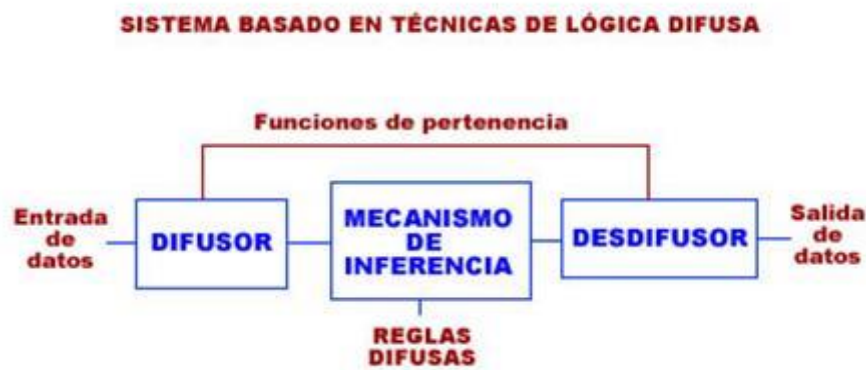 SISTEMA BASADO EN TÉCNICAS DE LÓGICA DIFUSA
Funciones de pertenencia
Entrada
de
datos
DIFUSOR
MECANISMO
DE
INFERENCIA
DESDIFUSOR
Salida
de
datos
REGLAS
DIFUSAS